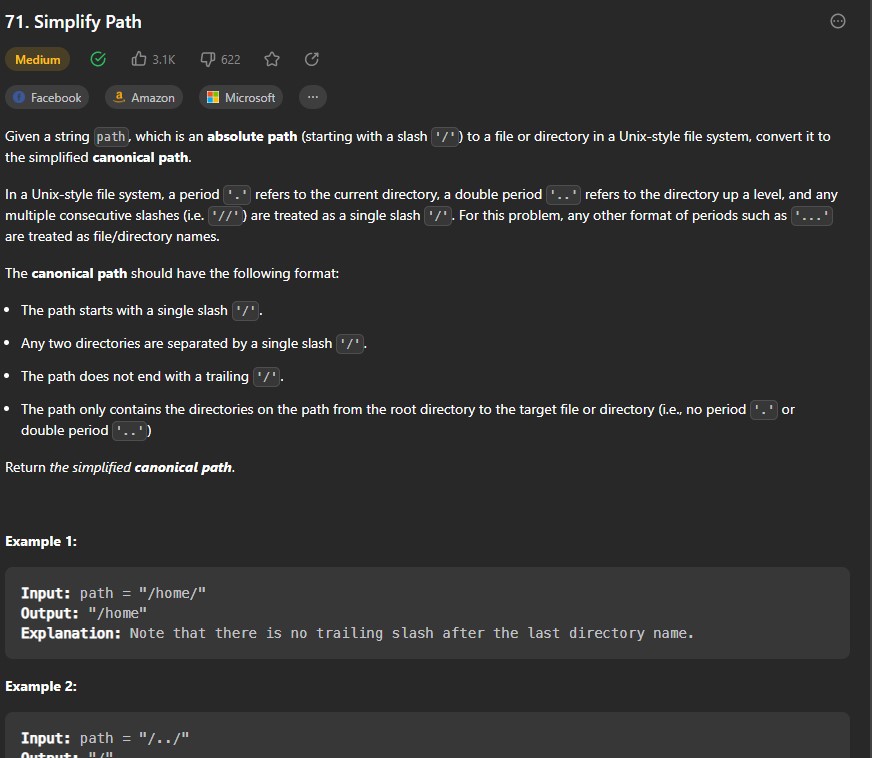 71. Simplify Path
Medium 3.1K 622
Facebook Amazon Microsoft ...
Given a string path, which is an absolute path (starting with a slash '/') to a file or directory in a Unix-style file system, convert it to
the simplified canonical path.
In a Unix-style file system, a period '.' refers to the current directory, a double period '..' refers to the directory up a level, and any
multiple consecutive slashes (i.e. '//') are treated as a single slash '/'. For this problem, any other format of periods such as '...'
are treated as file/directory names.
The canonical path should have the following format:
• The path starts with a single slash '/'.
• Any two directories are separated by a single slash '/'.
• The path does not end with a trailing '/'.
• The path only contains the directories on the path from the root directory to the target file or directory (i.e., no period '.' or
double period '..')
Return the simplified canonical path.
Example 1:
Input: path = "/home/"
Output: "/home"
Explanation: Note that there is no trailing slash after the last directory name.
Example 2:
Input: path = "/../"
Output: "/"